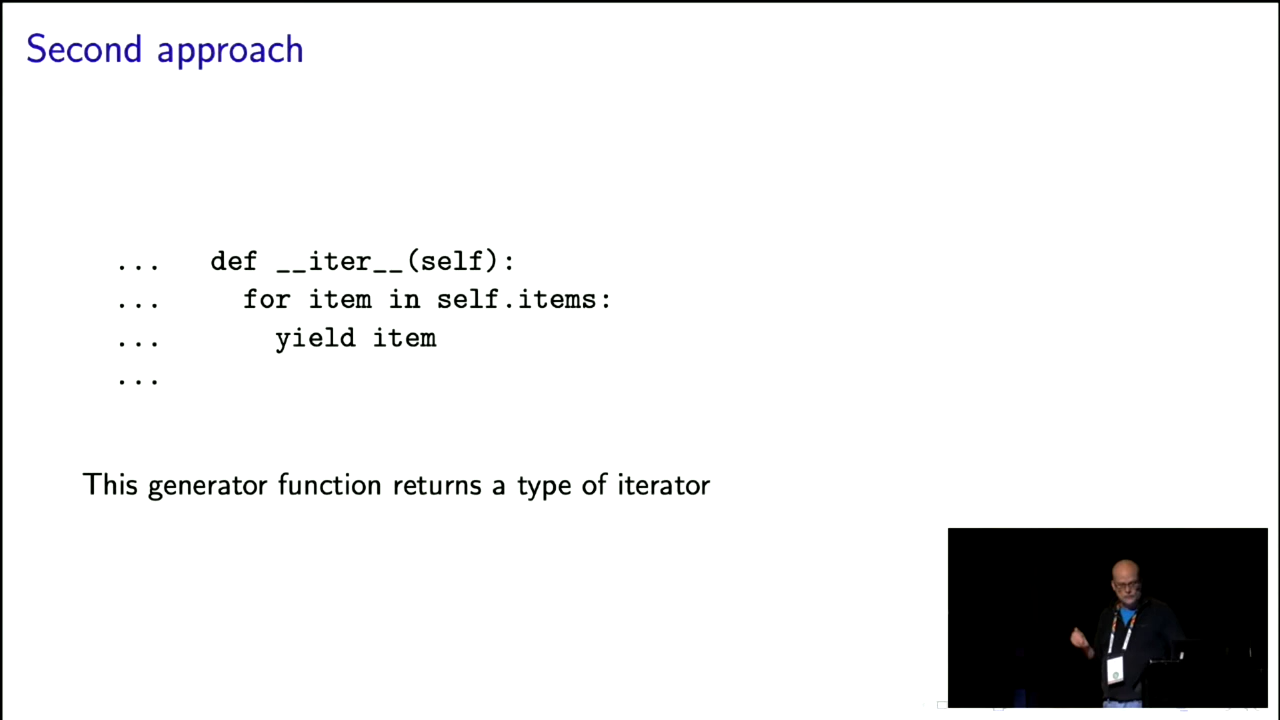 Second approach
... def __iter__(self):
... for item in self.items:
... yield item
...
This generator function returns a type of iterator